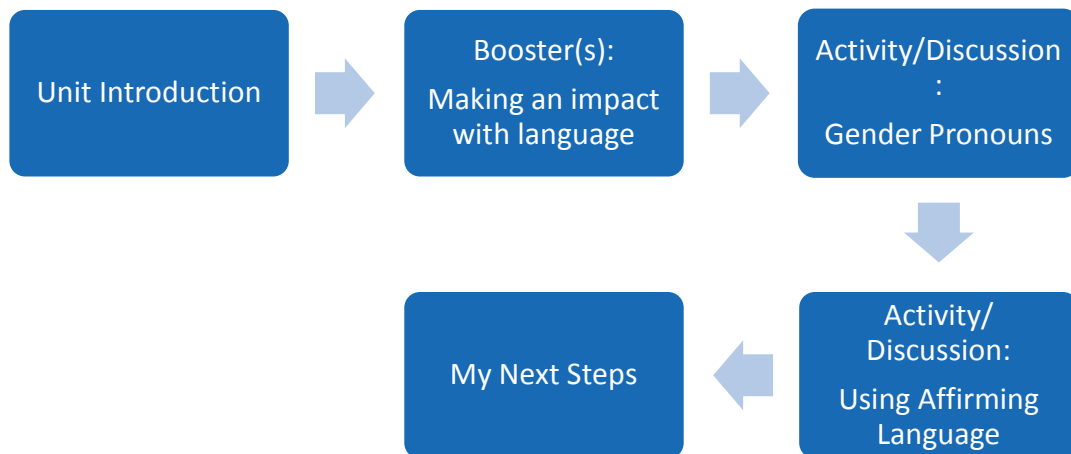 Unit Introduction
Booster(s):
Making an impact
with language
Activity/Discussion
:
Gender Pronouns
Activity/
Discussion:
Using Affirming
Language
My Next Steps